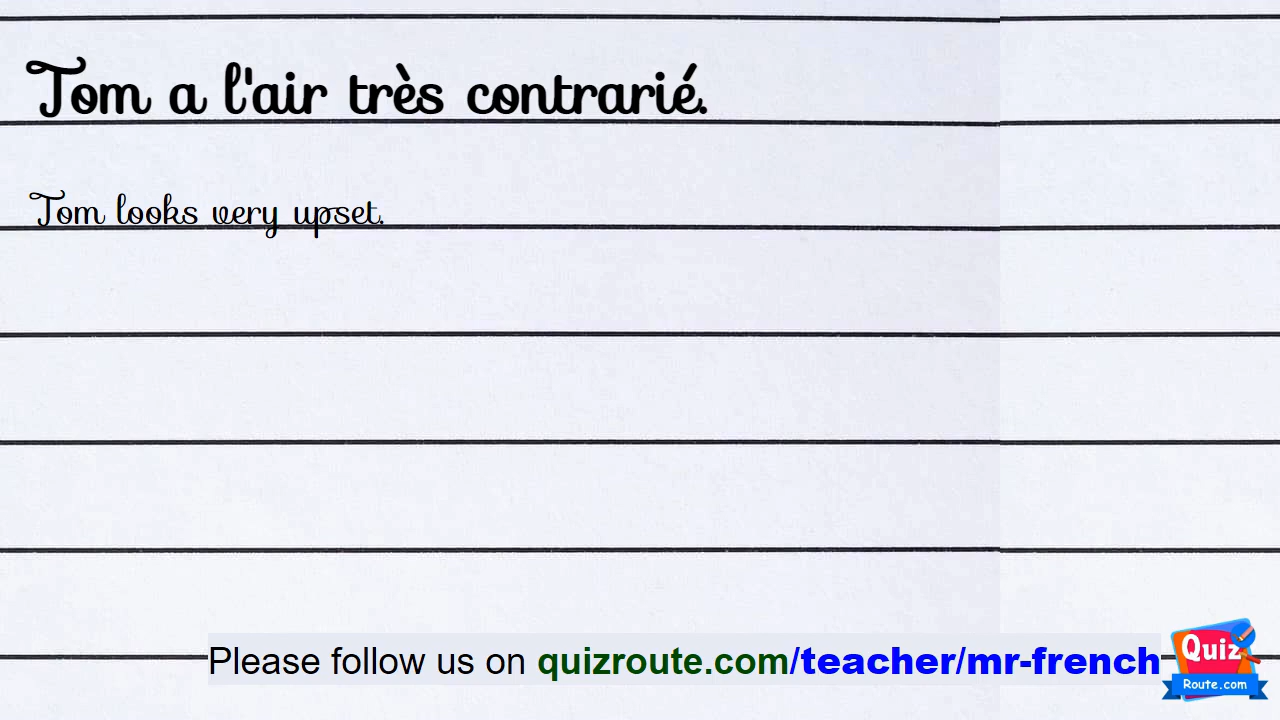 Tom a l'air très contrarié.
Tom looks very upset.
Please follow us on quizroute.com/teacher/mr-french
Quiz
Route.com